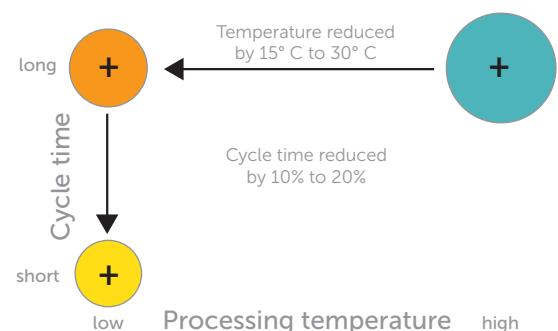 Temperature reduced
by 15° C to 30° C
long
+
+
Cycle time reduced
by 10% to 20%
Cycle time
short
+
low
Processing temperature
high